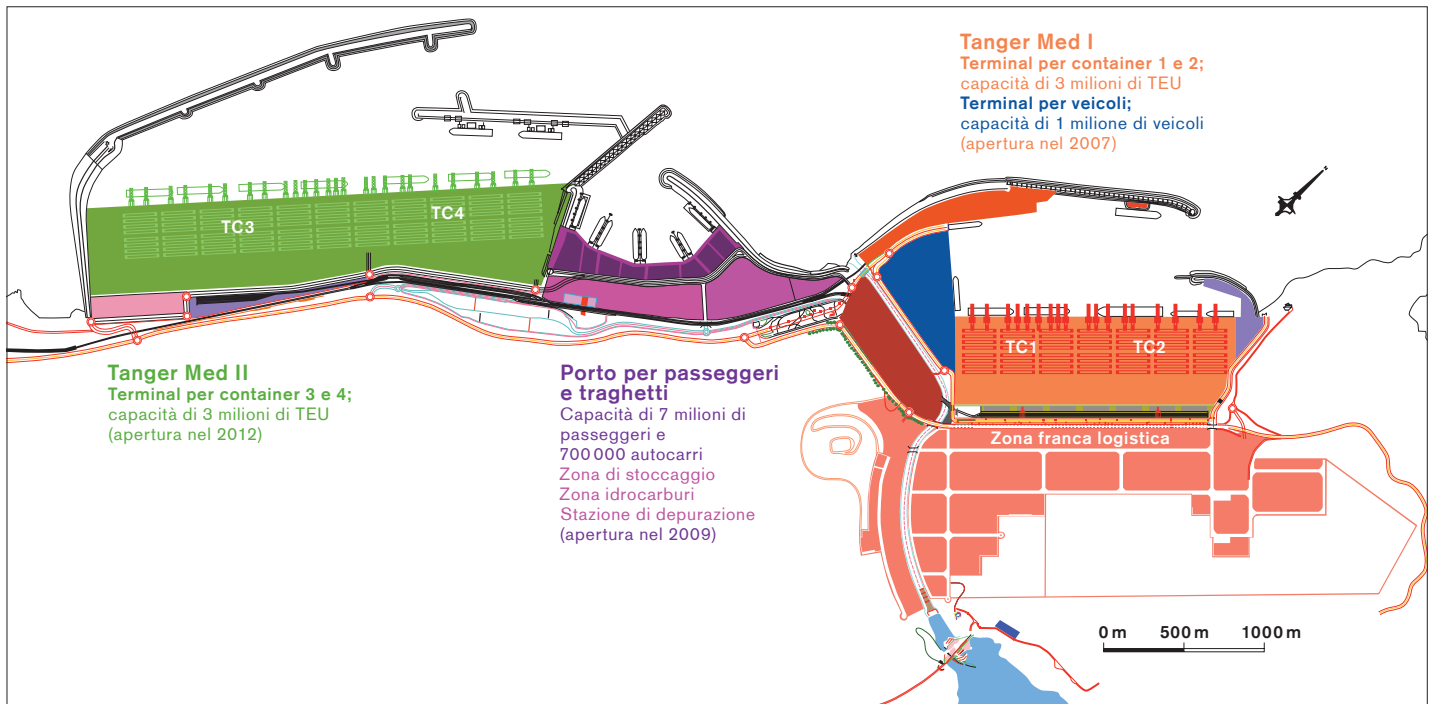 Tanger Med I
Terminal per container 1 e 2;
capacità di 3 milioni di TEU
Terminal per veicoli;
capacità di 1 milione di veicoli
(apertura nel 2007)
TC3
TC4
TC1
TC2
Tanger Med II
Terminal per container 3 e 4;
capacità di 3 milioni di TEU
(apertura nel 2012)
Porto per passeggeri
e traghetti
Capacità di 7 milioni di
passeggeri e
700 000 autocarri
Zona di stoccaggio
Zona idrocarburi
Stazione di depurazione
(apertura nel 2009)
Zona franca logistica
0 m 500 m 1000 m